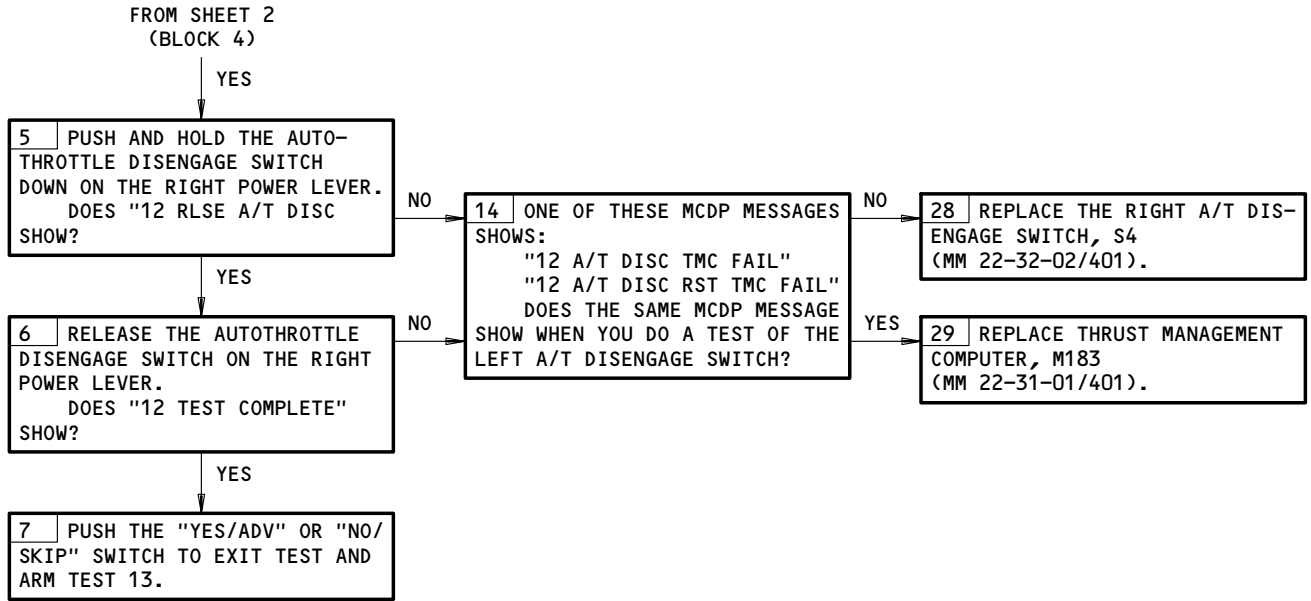 FROM SHEET 2
(BLOCK 4)
YES
5 PUSH AND HOLD THE AUTO-
THROTTLE DISENGAGE SWITCH
DOWN ON THE RIGHT POWER LEVER.
DOES "12 RLSE A/T DISC
SHOW?
NO
YES
6 RELEASE THE AUTOTHROTTLE
DISENGAGE SWITCH ON THE RIGHT
POWER LEVER.
DOES "12 TEST COMPLETE"
SHOW?
NO
YES
7 PUSH THE "YES/ADV" OR "NO/
SKIP" SWITCH TO EXIT TEST AND
ARM TEST 13.
14 ONE OF THESE MCDP MESSAGES
SHOWS:
"12 A/T DISC TMC FAIL"
"12 A/T DISC RST TMC FAIL"
DOES THE SAME MCDP MESSAGE
SHOW WHEN YOU DO A TEST OF THE
LEFT A/T DISENGAGE SWITCH?
NO
28 REPLACE THE RIGHT A/T DIS-
ENGAGE SWITCH, S4
(MM 22-32-02/401).
YES
29 REPLACE THRUST MANAGEMENT
COMPUTER, M183
(MM 22-31-01/401).